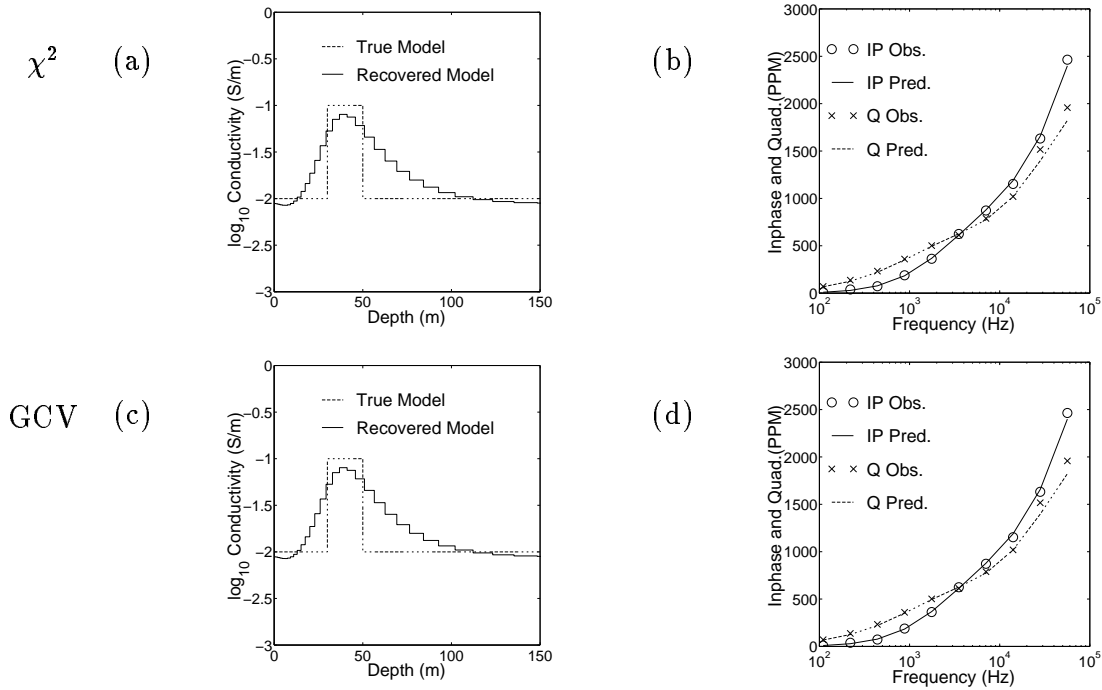 χ²
(a)
0
−0.5
−1
−1.5
−2
−2.5
−3
log₁₀ Conductivity (S/m)
True Model
Recovered Model
0 50 100 150
Depth (m)
(b)
3000
2500
2000
1500
1000
500
0
Inphase and Quad.(PPM)
IP Obs.
IP Pred.
Q Obs.
Q Pred.
10² 10³ 10⁴ 10⁵
Frequency (Hz)
GCV
(c)
0
−0.5
−1
−1.5
−2
−2.5
−3
log₁₀ Conductivity (S/m)
True Model
Recovered Model
0 50 100 150
Depth (m)
(d)
3000
2500
2000
1500
1000
500
0
Inphase and Quad.(PPM)
IP Obs.
IP Pred.
Q Obs.
Q Pred.
10² 10³ 10⁴ 10⁵
Frequency (Hz)